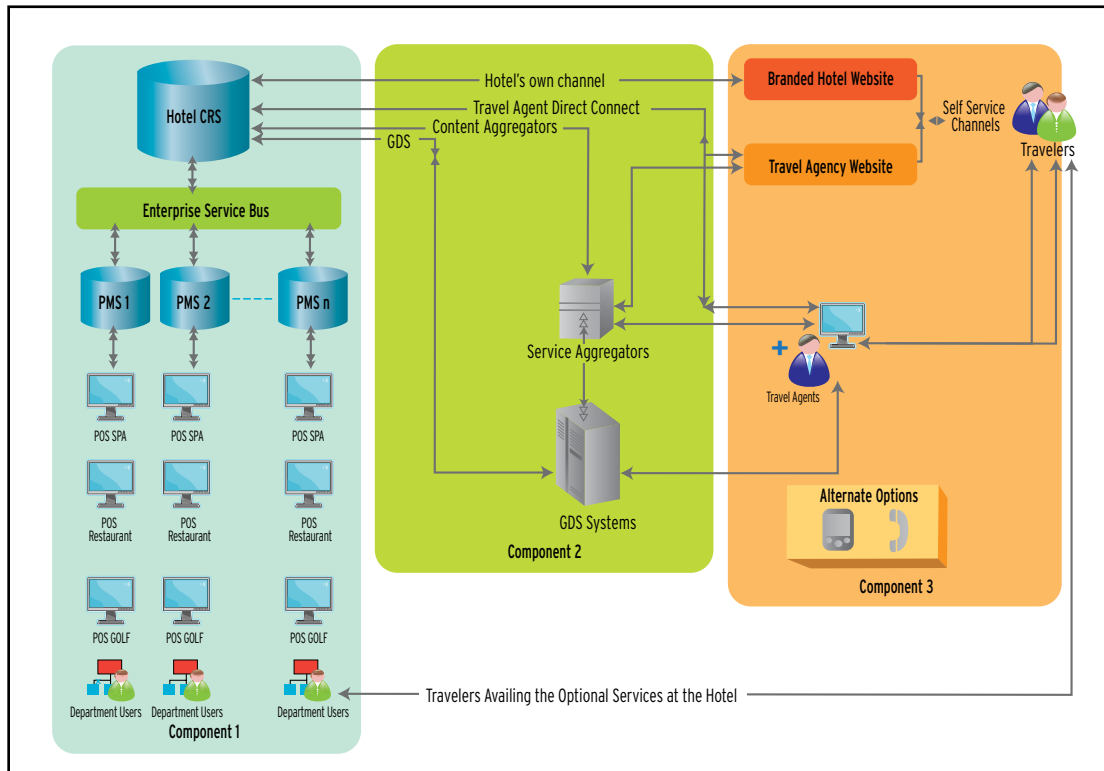 Hotel CRS
Enterprise Service Bus
PMS 1
PMS 2
PMS n
POS SPA
POS SPA
POS SPA
POS
Restaurant
POS
Restaurant
POS
Restaurant
POS GOLF
POS GOLF
POS GOLF
Department Users
Department Users
Department Users
Component 1
Hotel's own channel
Travel Agent Direct Connect
Content Aggregators
GDS
Service Aggregators
GDS Systems
Component 2
Branded Hotel Website
Travel Agency Website
Self Service
Channels
Travelers
+
Travel Agents
Alternate Options
Component 3
Travelers Availing the Optional Services at the Hotel